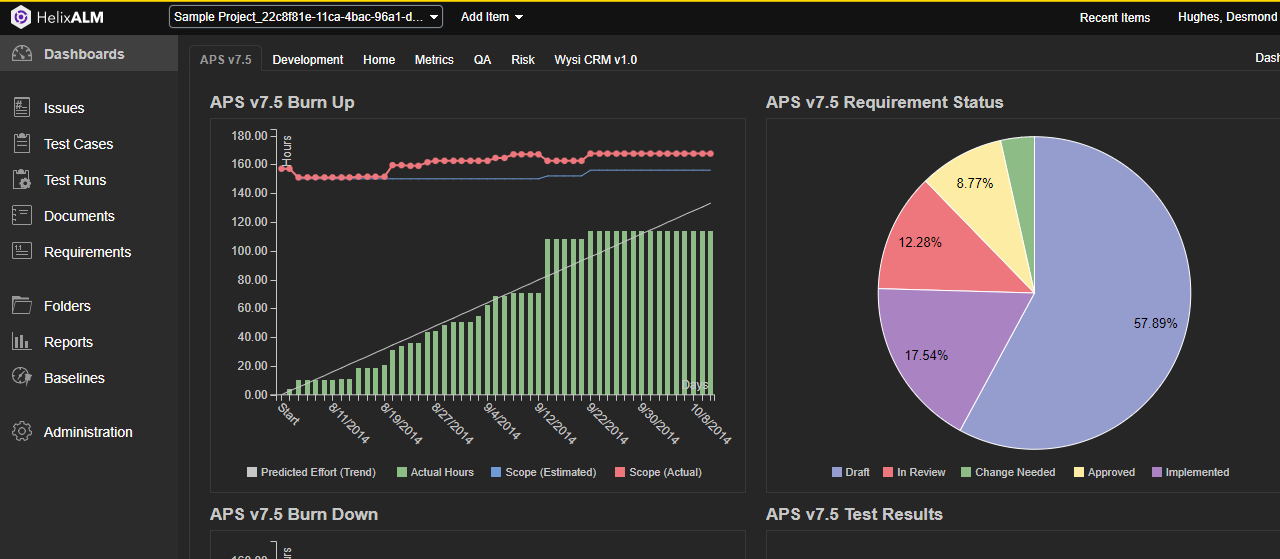 HelixALM
Sample Project_22c8f81e-11ca-4bac-96a1-d...
Add Item
Recent Items
Hughes, Desmond
Dashboards
Issues
Test Cases
Test Runs
Documents
Requirements
Folders
Reports
Baselines
Administration
APS v7.5
Development
Home
Metrics
QA
Risk
Wysi CRM v1.0
Dash
APS v7.5 Burn Up
180.00
160.00
140.00
120.00
100.00
80.00
60.00
40.00
20.00
0.00
Hours
Days
Start
8/11/2014
8/19/2014
8/27/2014
9/4/2014
9/12/2014
9/22/2014
9/30/2014
10/8/2014
Predicted Effort (Trend)
Actual Hours
Scope (Estimated)
Scope (Actual)
APS v7.5 Requirement Status
8.77%
12.28%
17.54%
57.89%
Draft
In Review
Change Needed
Approved
Implemented
APS v7.5 Burn Down
160.00
APS v7.5 Test Results